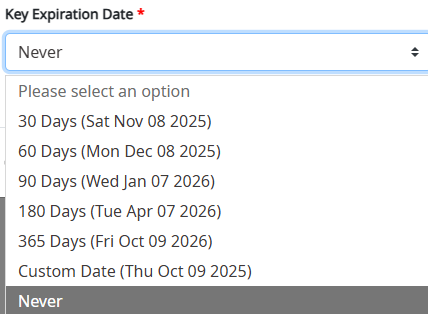 Key Expiration Date *
Never
Please select an option
30 Days (Sat Nov 08 2025)
60 Days (Mon Dec 08 2025)
90 Days (Wed Jan 07 2026)
180 Days (Tue Apr 07 2026)
365 Days (Fri Oct 09 2026)
Custom Date (Thu Oct 09 2025)
Never